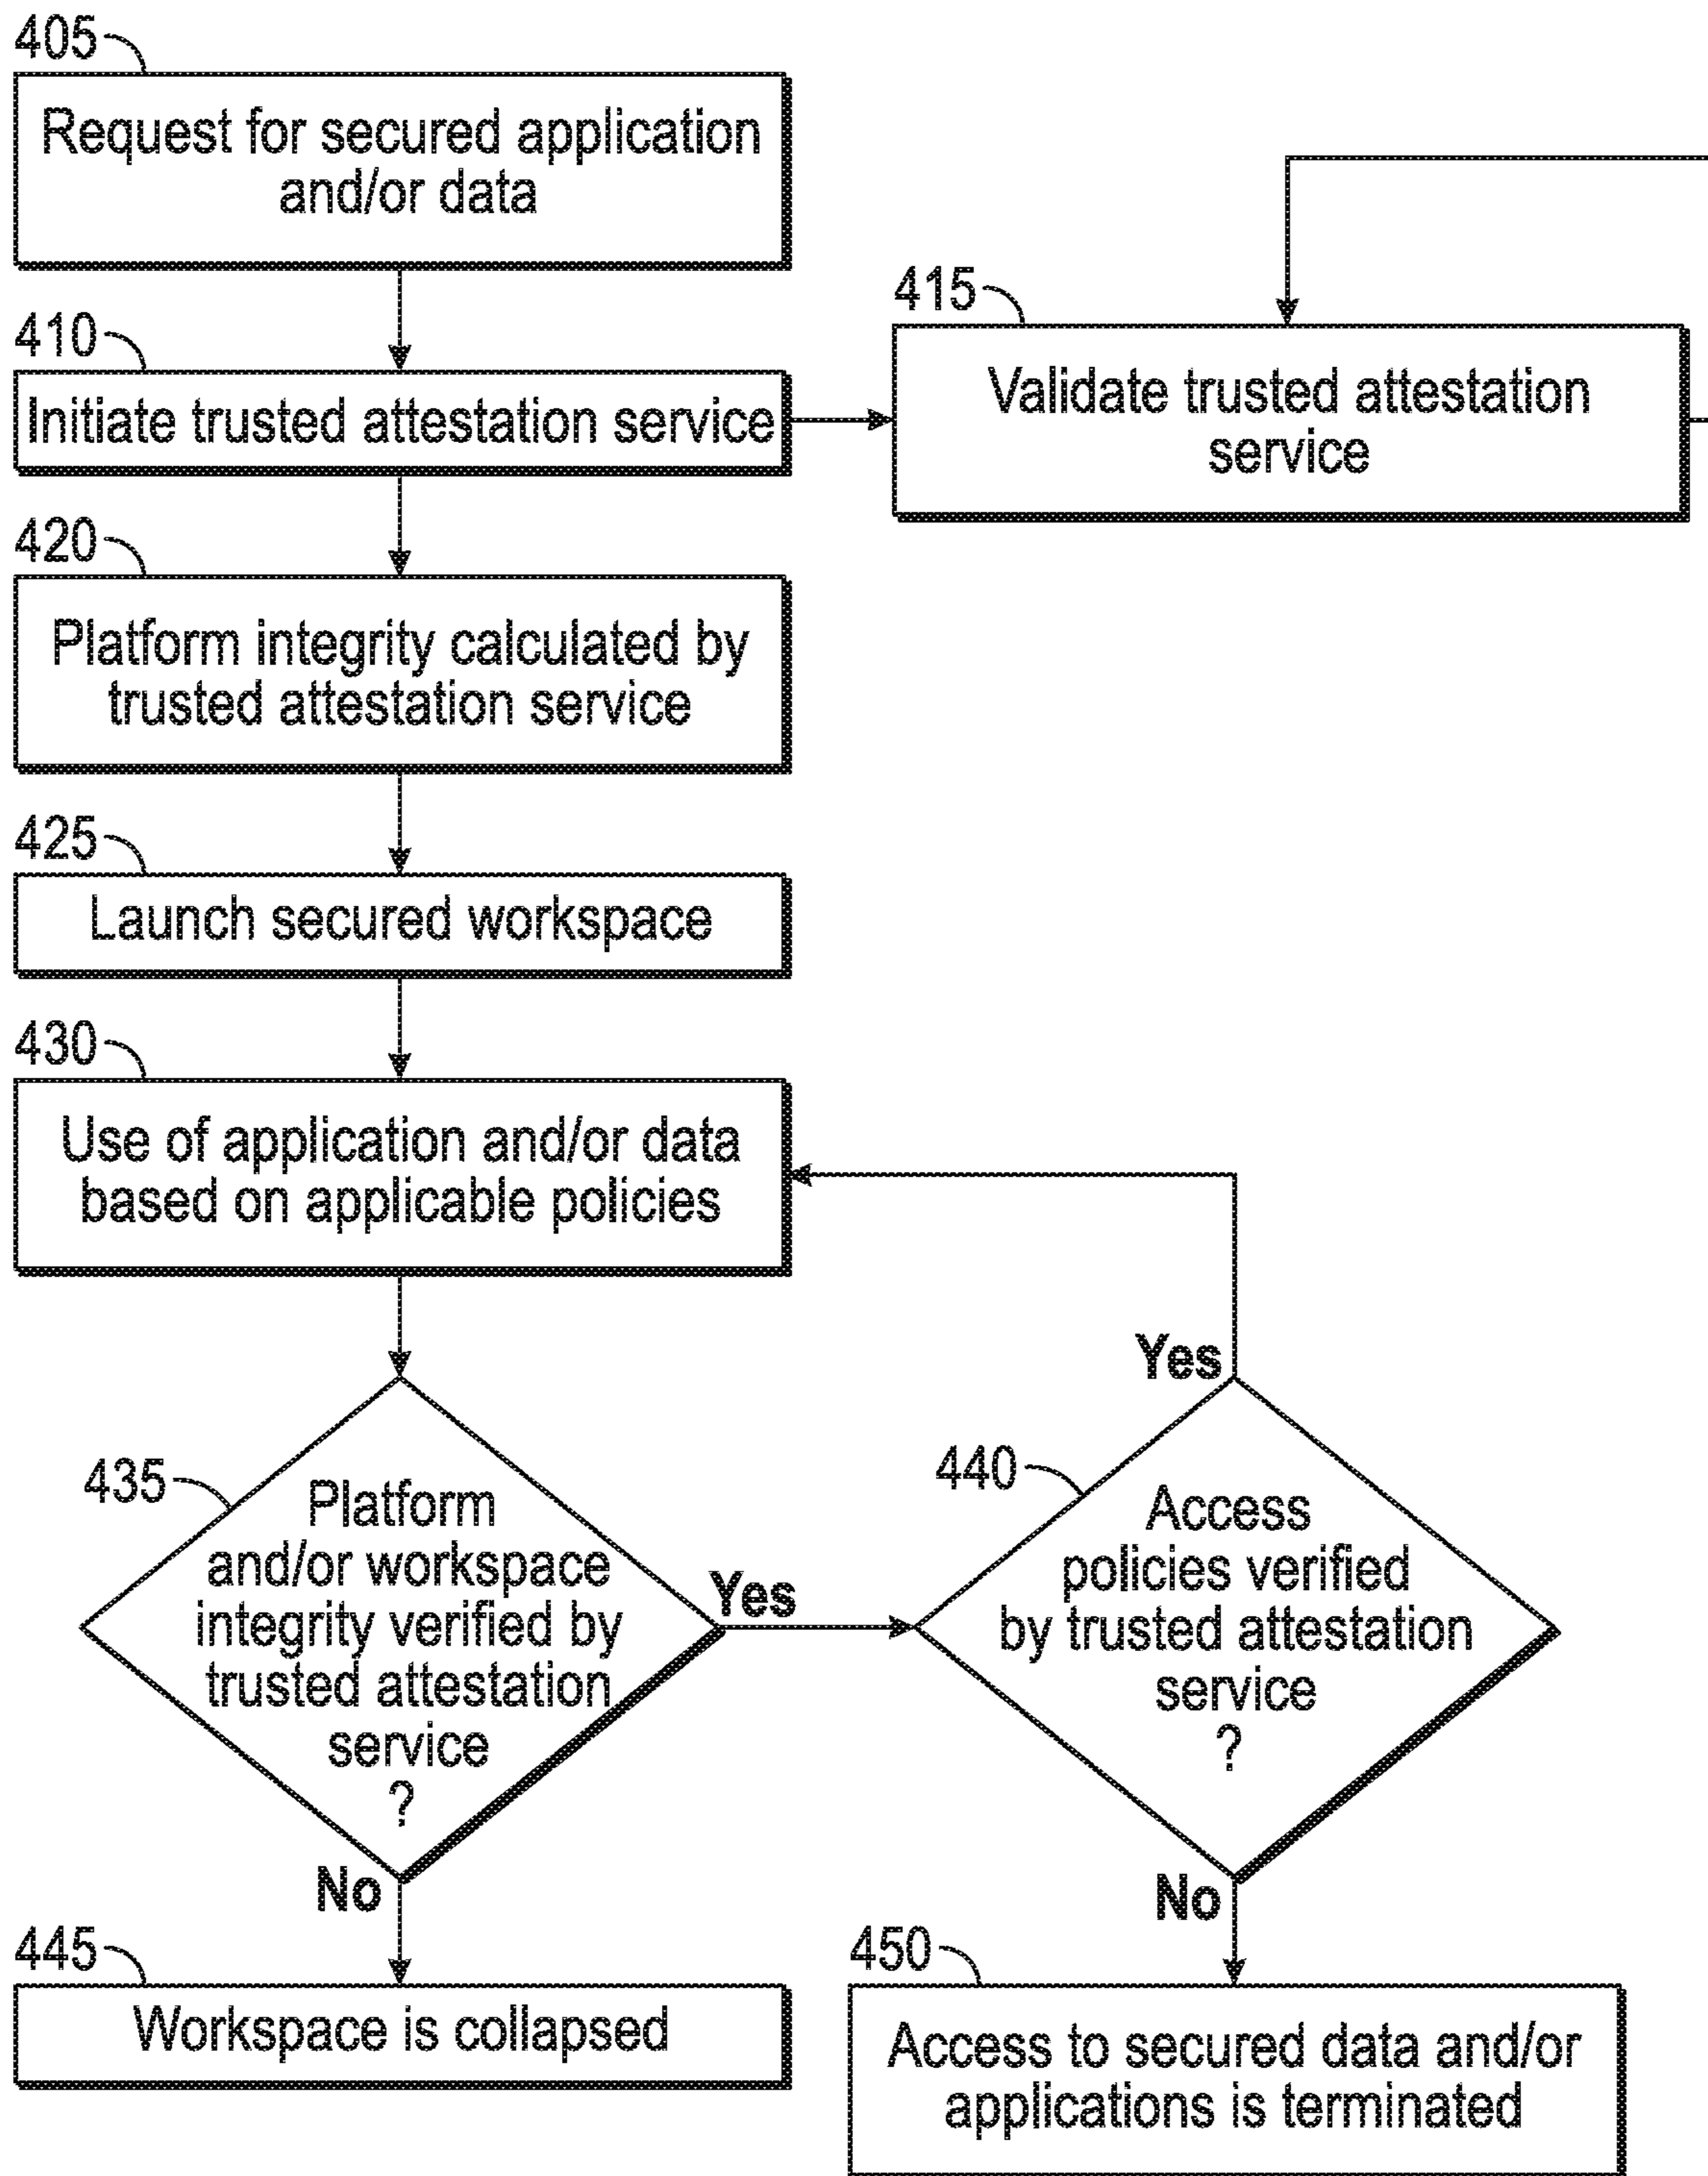 405
Request for secured application
and/or data
410
Initiate trusted attestation service
415
Validate trusted attestation
service
420
Platform integrity calculated by
trusted attestation service
425
Launch secured workspace
430
Use of application and/or data
based on applicable policies
435
Platform
and/or workspace
integrity verified by
trusted attestation
service
?
Yes
No
440
Access
policies verified
by trusted attestation
service
?
Yes
No
445
Workspace is collapsed
450
Access to secured data and/or
applications is terminated